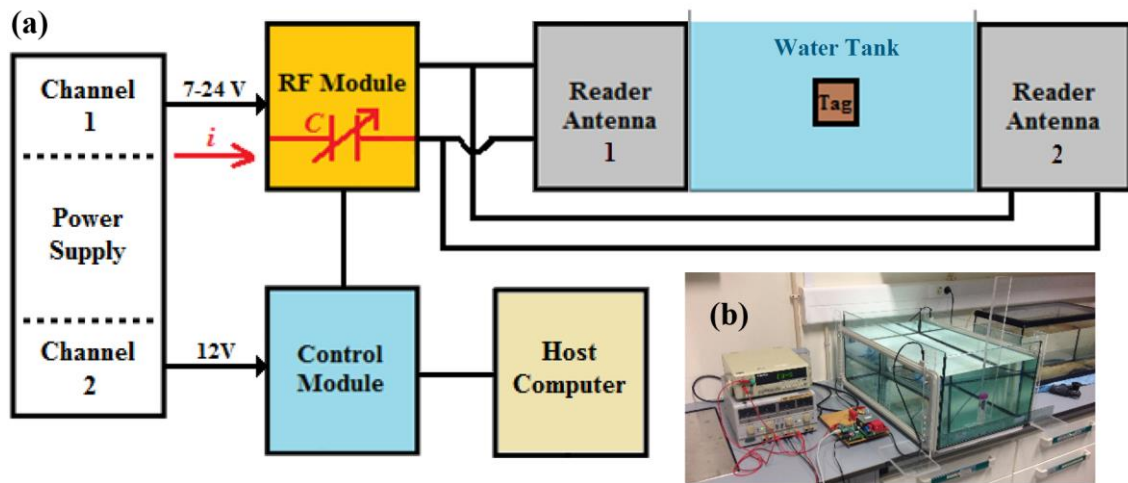 (a)
Channel
1
Power
Supply
Channel
2
7-24 V
i
12V
RF Module
C
Control
Module
Host
Computer
Reader
Antenna
1
Water Tank
Tag
Reader
Antenna
2
(b)